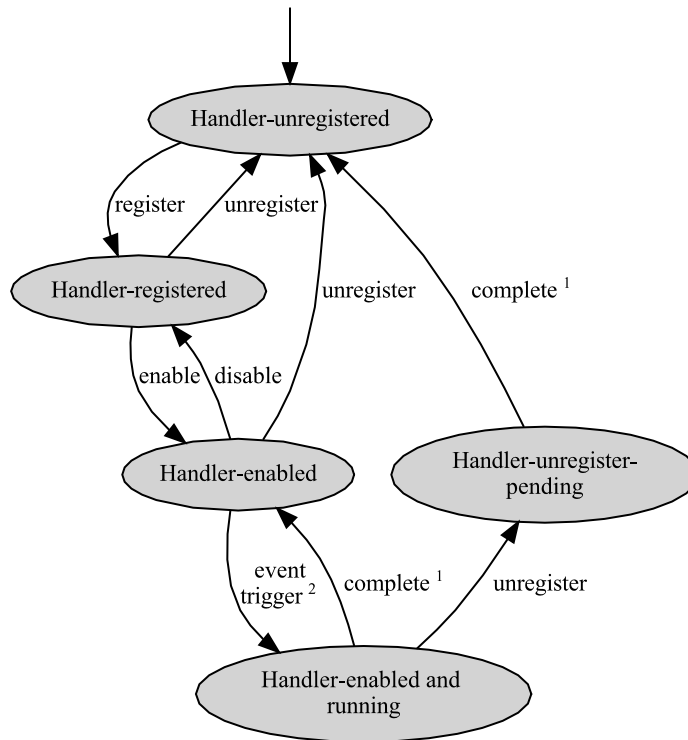 Handler-unregistered
register
unregister
Handler-registered
unregister
complete 1
enable
disable
Handler-enabled
Handler-unregister-
pending
event
trigger 2
complete 1
unregister
Handler-enabled and
running